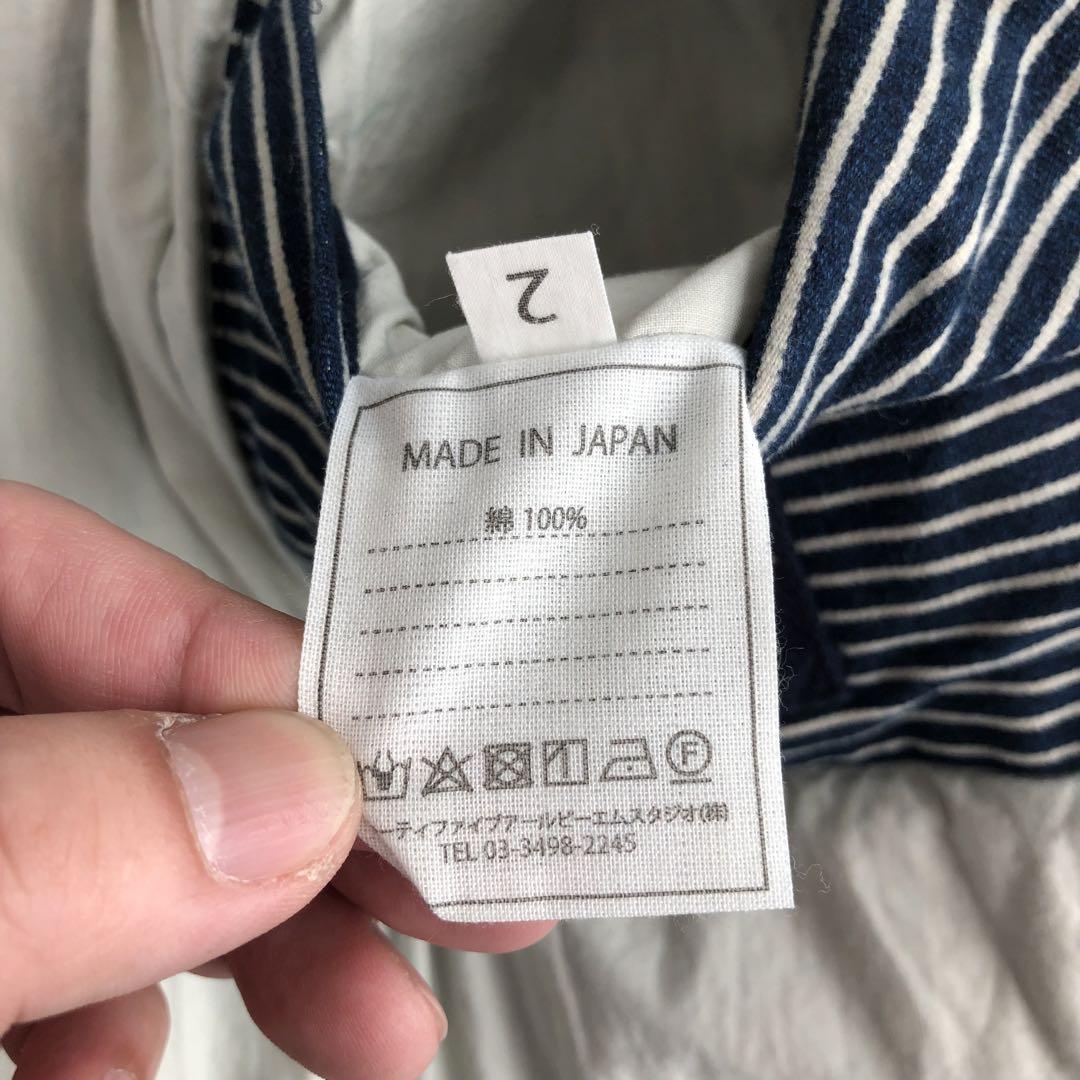 2
MADE IN JAPAN
綿 100%
ーティファイブアールピーエムスタジオ(株)
TEL 03-3498-2245